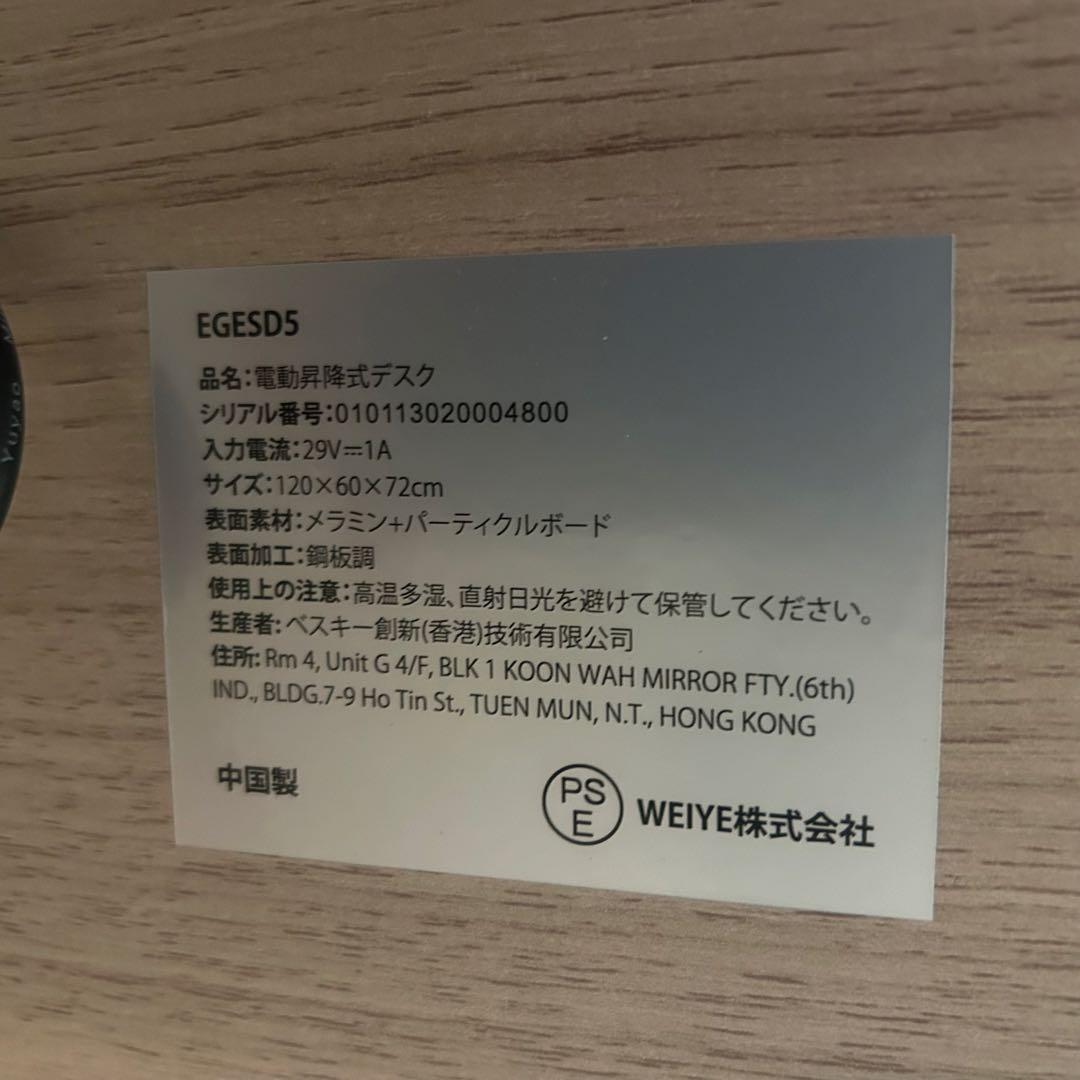 EGESD5
品名:電動昇降式デスク
シリアル番号:010113020004800
入力電流:29V⎓1A
サイズ:120×60×72cm
表面素材:メラミン+パーティクルボード
表面加工:鋼板調
使用上の注意:高温多湿、直射日光を避けて保管してください。
生産者:ベスキー創新(香港)技術有限公司
住所:Rm 4, Unit G 4/F, BLK 1 KOON WAH MIRROR FTY.(6th)
IND., BLDG.7-9 Ho Tin St., TUEN MUN, N.T., HONG KONG
中国製
PS
E
WEIYE株式会社
Yuyao